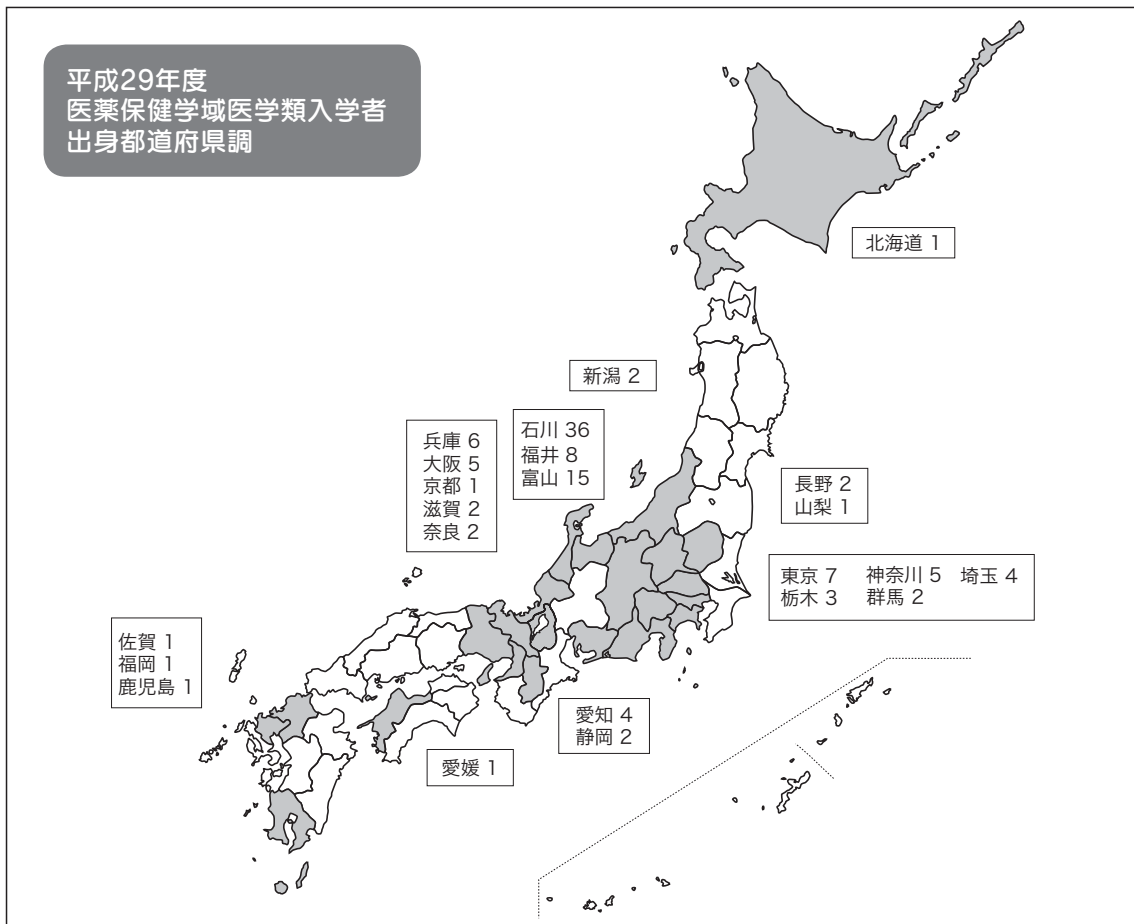 平成29年度
医薬保健学域医学類入学者
出身都道府県調
北海道 1
新潟 2
石川 36
福井 8
富山 15
兵庫 6
大阪 5
京都 1
滋賀 2
奈良 2
長野 2
山梨 1
東京 7 神奈川 5 埼玉 4
栃木 3 群馬 2
佐賀 1
福岡 1
鹿児島 1
愛知 4
静岡 2
愛媛 1